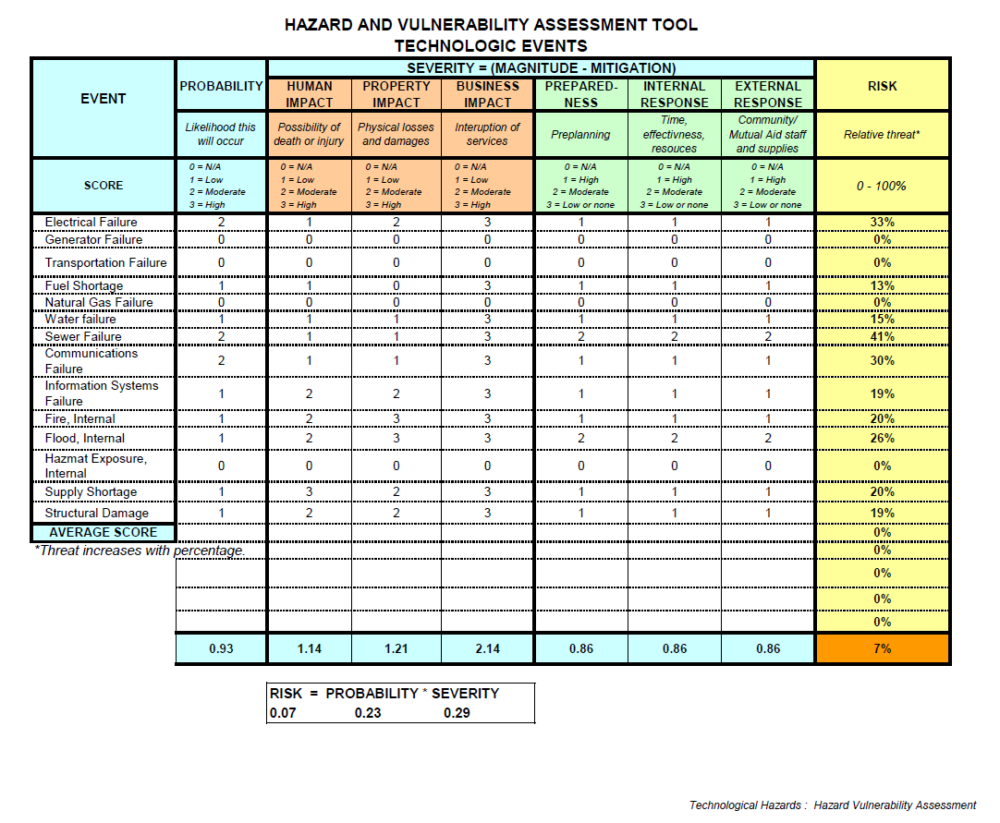 HAZARD AND VULNERABILITY ASSESSMENT TOOL
TECHNOLOGIC EVENTS
SEVERITY = (MAGNITUDE - MITIGATION)
EVENT PROBABILITY HUMAN IMPACT PROPERTY IMPACT BUSINESS IMPACT PREPARED-NESS INTERNAL RESPONSE EXTERNAL RESPONSE RISK
Likelihood this will occur Possibility of death or injury Physical losses and damages Interuption of services Preplanning Time, effectivness, resouces Community/ Mutual Aid staff and supplies Relative threat*
SCORE 0 = N/A 1 = Low 2 = Moderate 3 = High 0 = N/A 1 = Low 2 = Moderate 3 = High 0 = N/A 1 = Low 2 = Moderate 3 = High 0 = N/A 1 = Low 2 = Moderate 3 = High 0 = N/A 1 = High 2 = Moderate 3 = Low or none 0 = N/A 1 = High 2 = Moderate 3 = Low or none 0 = N/A 1 = High 2 = Moderate 3 = Low or none 0 - 100%
Electrical Failure 2 1 2 3 1 1 1 33%
Generator Failure 0 0 0 0 0 0 0 0%
Transportation Failure 0 0 0 0 0 0 0 0%
Fuel Shortage 1 1 0 3 1 1 1 13%
Natural Gas Failure 0 0 0 0 0 0 0 0%
Water failure 1 1 1 3 1 1 1 15%
Sewer Failure 2 1 1 3 2 2 2 41%
Communications Failure 2 1 1 3 1 1 1 30%
Information Systems Failure 1 2 2 3 1 1 1 19%
Fire, Internal 1 2 3 3 1 1 1 20%
Flood, Internal 1 2 3 3 2 2 2 26%
Hazmat Exposure, Internal 0 0 0 0 0 0 0 0%
Supply Shortage 1 3 2 3 1 1 1 20%
Structural Damage 1 2 2 3 1 1 1 19%
AVERAGE SCORE 0%
*Threat increases with percentage. 0%
0%
0%
0%
0.93 1.14 1.21 2.14 0.86 0.86 0.86 7%
RISK = PROBABILITY * SEVERITY
0.07 0.23 0.29
Technological Hazards : Hazard Vulnerability Assessment